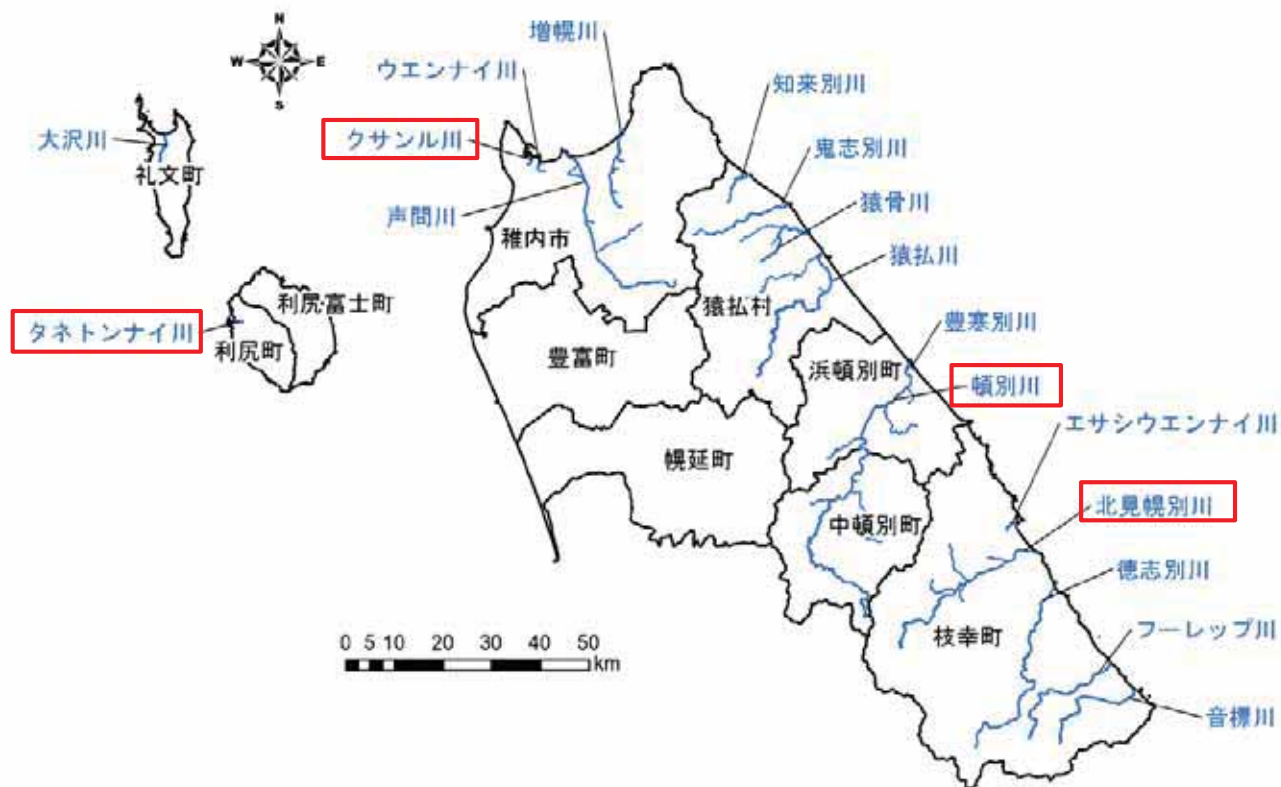 N
W
E
S
増幌川
ウエンナイ川
知来別川
クサンル川
大沢川
鬼志別川
礼文町
猿骨川
声問川
稚内市
猿払川
利尻富士町
猿払村
タネトンナイ川
利尻町
豊寒別川
豊富町
浜頓別町
頓別川
エサシウエンナイ川
幌延町
北見幌別川
中頓別町
徳志別川
枝幸町
フーレップ川
0 5 10 20 30 40 50
km
音標川